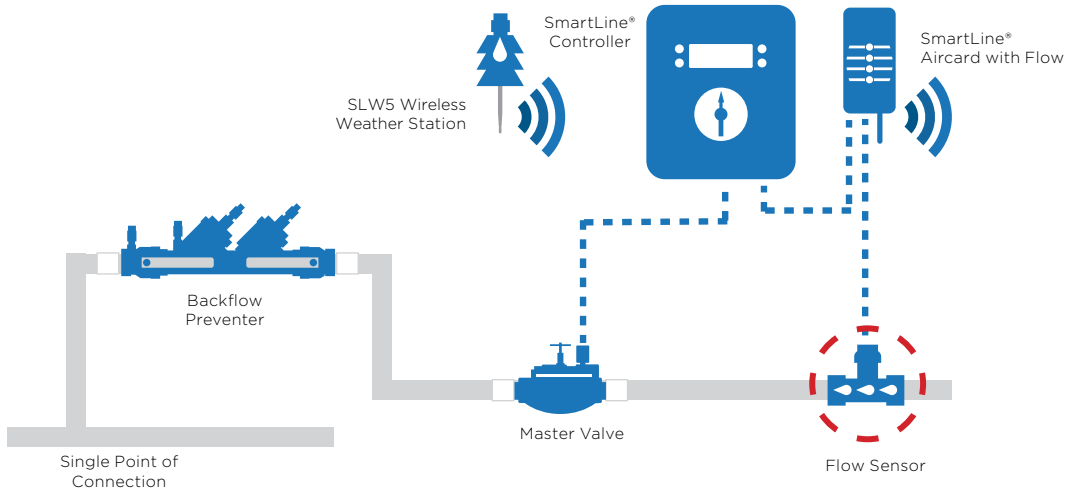 SmartLine®
Controller
SmartLine®
Aircard with Flow
SLW5 Wireless
Weather Station
Backflow
Preventer
Master Valve
Flow Sensor
Single Point of
Connection